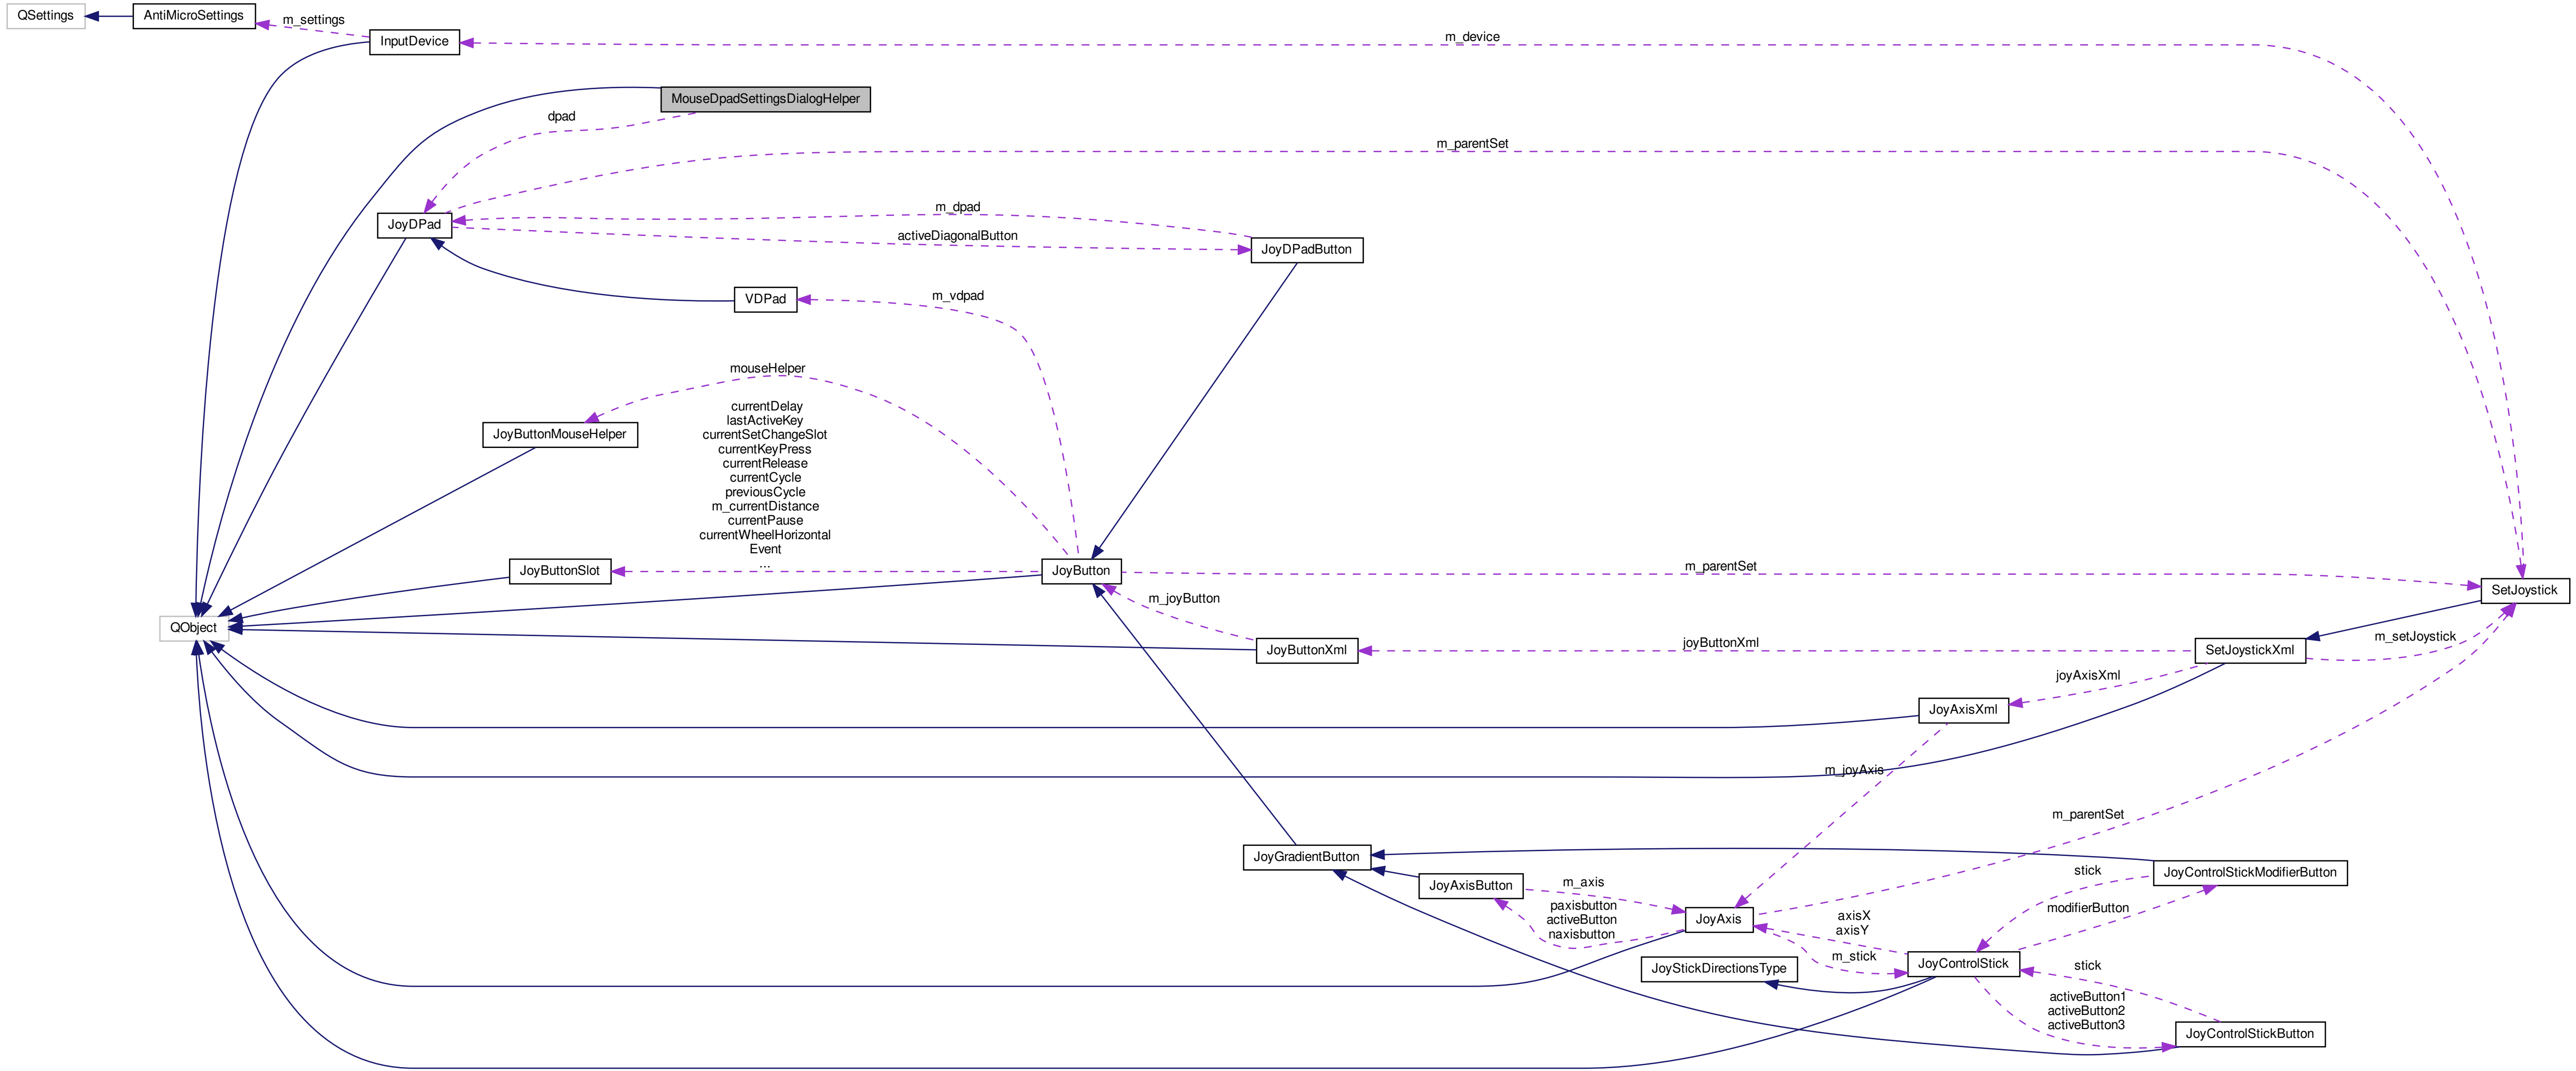 QSettings
AntiMicroSettings
m_settings
InputDevice
m_device
MouseDpadSettingsDialogHelper
dpad
m_parentSet
JoyDPad
m_dpad
activeDiagonalButton
JoyDPadButton
VDPad
m_vdpad
mouseHelper
JoyButtonMouseHelper
currentDelay
lastActiveKey
currentSetChangeSlot
currentKeyPress
currentRelease
currentCycle
previousCycle
m_currentDistance
currentPause
currentWheelHorizontal
Event
...
JoyButtonSlot
JoyButton
m_parentSet
SetJoystick
QObject
m_joyButton
JoyButtonXml
joyButtonXml
SetJoystickXml
m_setJoystick
joyAxisXml
JoyAxisXml
m_joyAxis
m_parentSet
JoyGradientButton
JoyAxisButton
m_axis
paxisbutton
activeButton
naxisbutton
JoyAxis
axisX
axisY
m_stick
stick
modifierButton
JoyControlStickModifierButton
JoyStickDirectionsType
JoyControlStick
stick
activeButton1
activeButton2
activeButton3
JoyControlStickButton